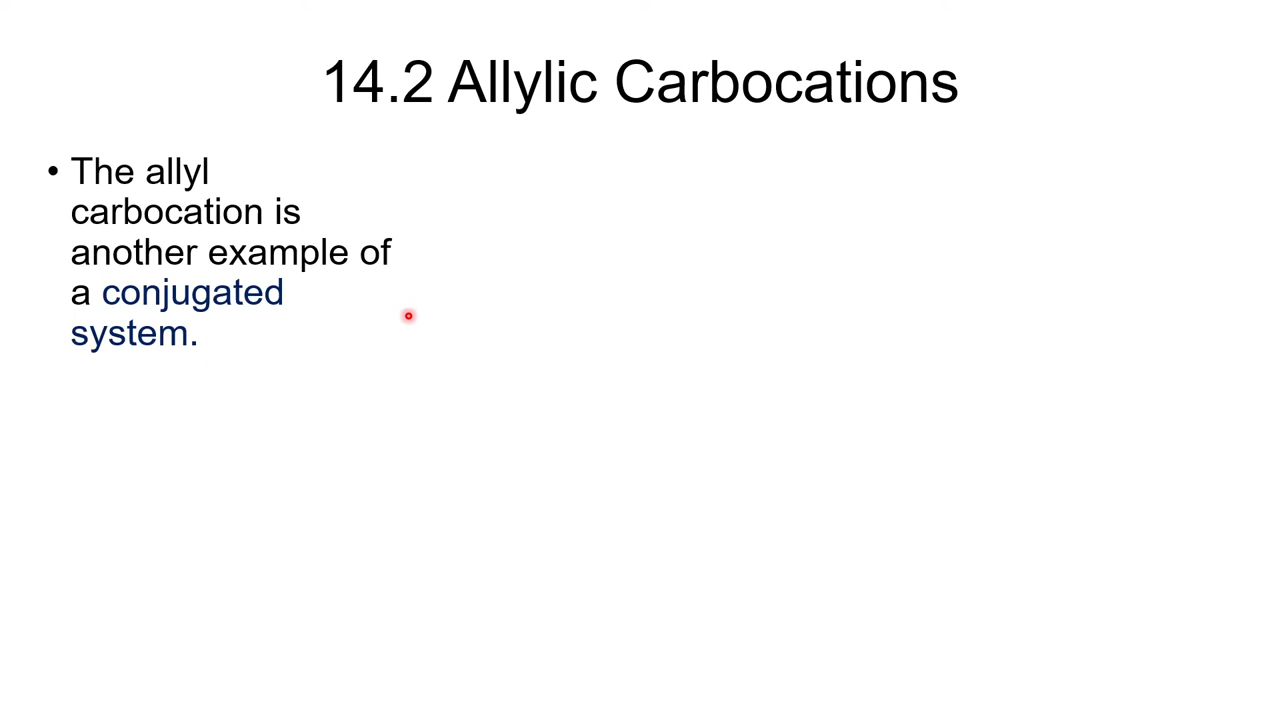 14.2 Allylic Carbocations
• The allyl
carbocation is
another example of
a conjugated
system.